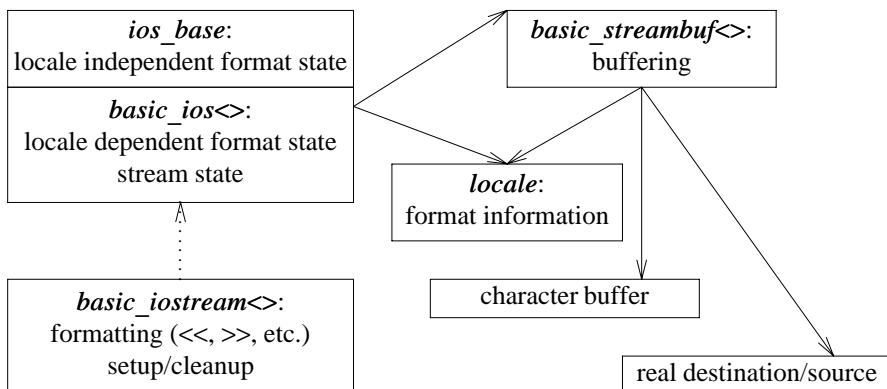 ios_base:
locale independent format state
basic_ios<>:
locale dependent format state
stream state
basic_streambuf<>:
buffering
locale:
format information
character buffer
basic_iostream<>:
formatting (<<, >>, etc.)
setup/cleanup
real destination/source